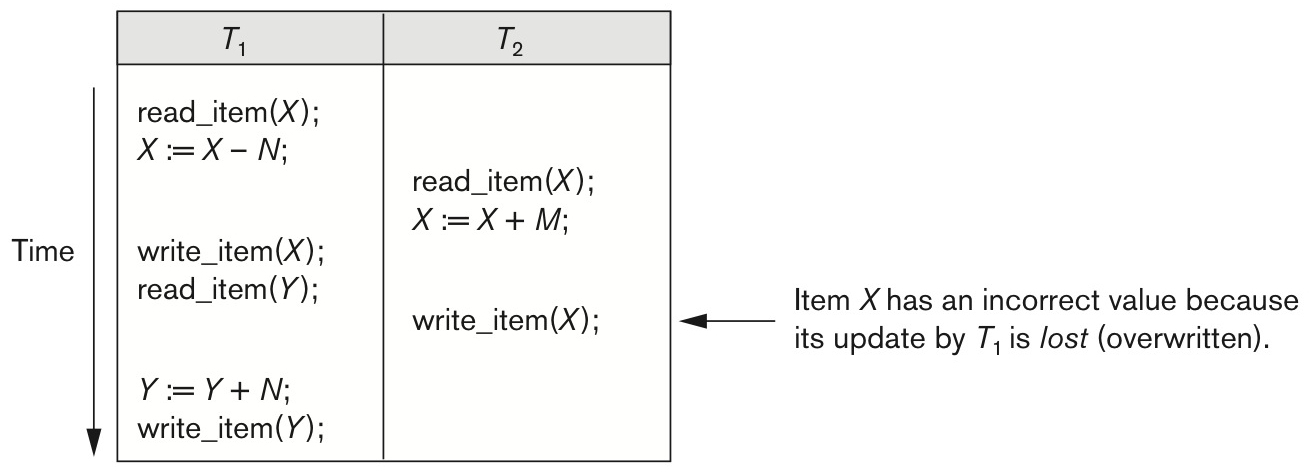 T1 T2
read_item(X);
X := X − N;
read_item(X);
X := X + M;
Time
write_item(X);
read_item(Y);
write_item(X);
Item X has an incorrect value because
its update by T1 is lost (overwritten).
Y := Y + N;
write_item(Y);